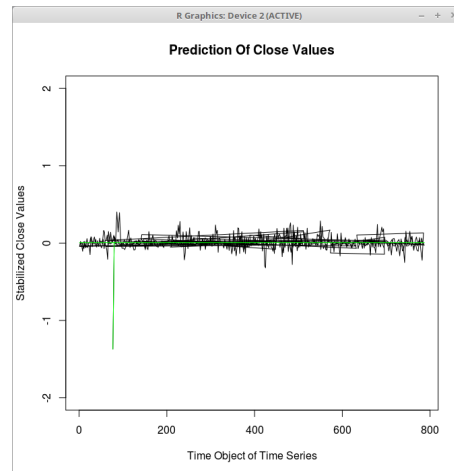 R Graphics: Device 2 (ACTIVE)
Prediction Of Close Values
Stabilized Close Values
2
1
0
-1
-2
0
200
400
600
800
Time Object of Time Series